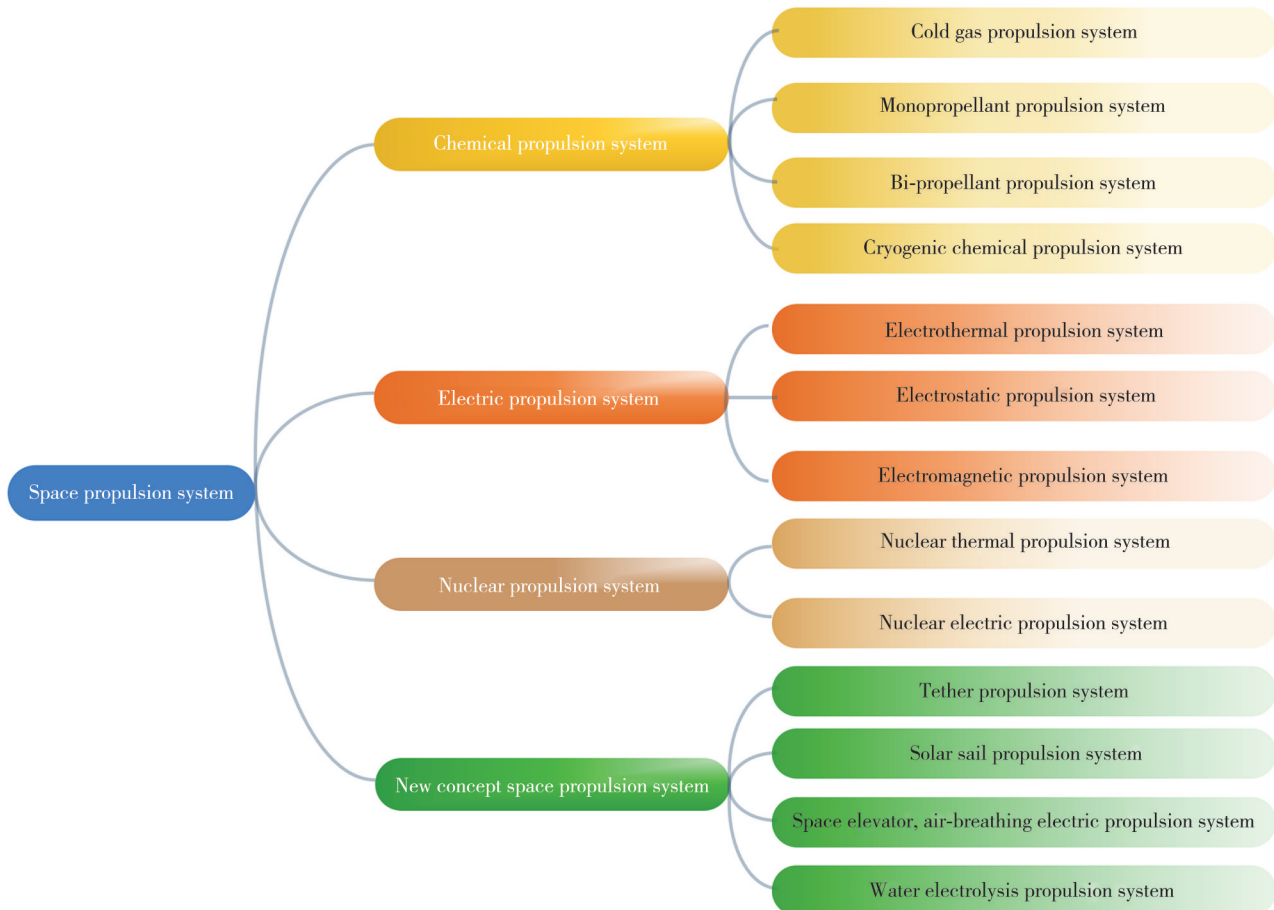 Space propulsion system
Chemical propulsion system
Cold gas propulsion system
Monopropellant propulsion system
Bi-propellant propulsion system
Cryogenic chemical propulsion system
Electric propulsion system
Electrothermal propulsion system
Electrostatic propulsion system
Electromagnetic propulsion system
Nuclear propulsion system
Nuclear thermal propulsion system
Nuclear electric propulsion system
New concept space propulsion system
Tether propulsion system
Solar sail propulsion system
Space elevator, air-breathing electric propulsion system
Water electrolysis propulsion system